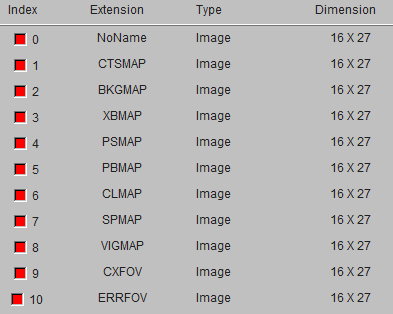 Index Extension Type Dimension
0 NoName Image 16 X 27
1 CTSMAP Image 16 X 27
2 BKGMAP Image 16 X 27
3 XBMAP Image 16 X 27
4 PSMAP Image 16 X 27
5 PBMAP Image 16 X 27
6 CLMAP Image 16 X 27
7 SPMAP Image 16 X 27
8 VIGMAP Image 16 X 27
9 CXFOV Image 16 X 27
10 ERRFOV Image 16 X 27